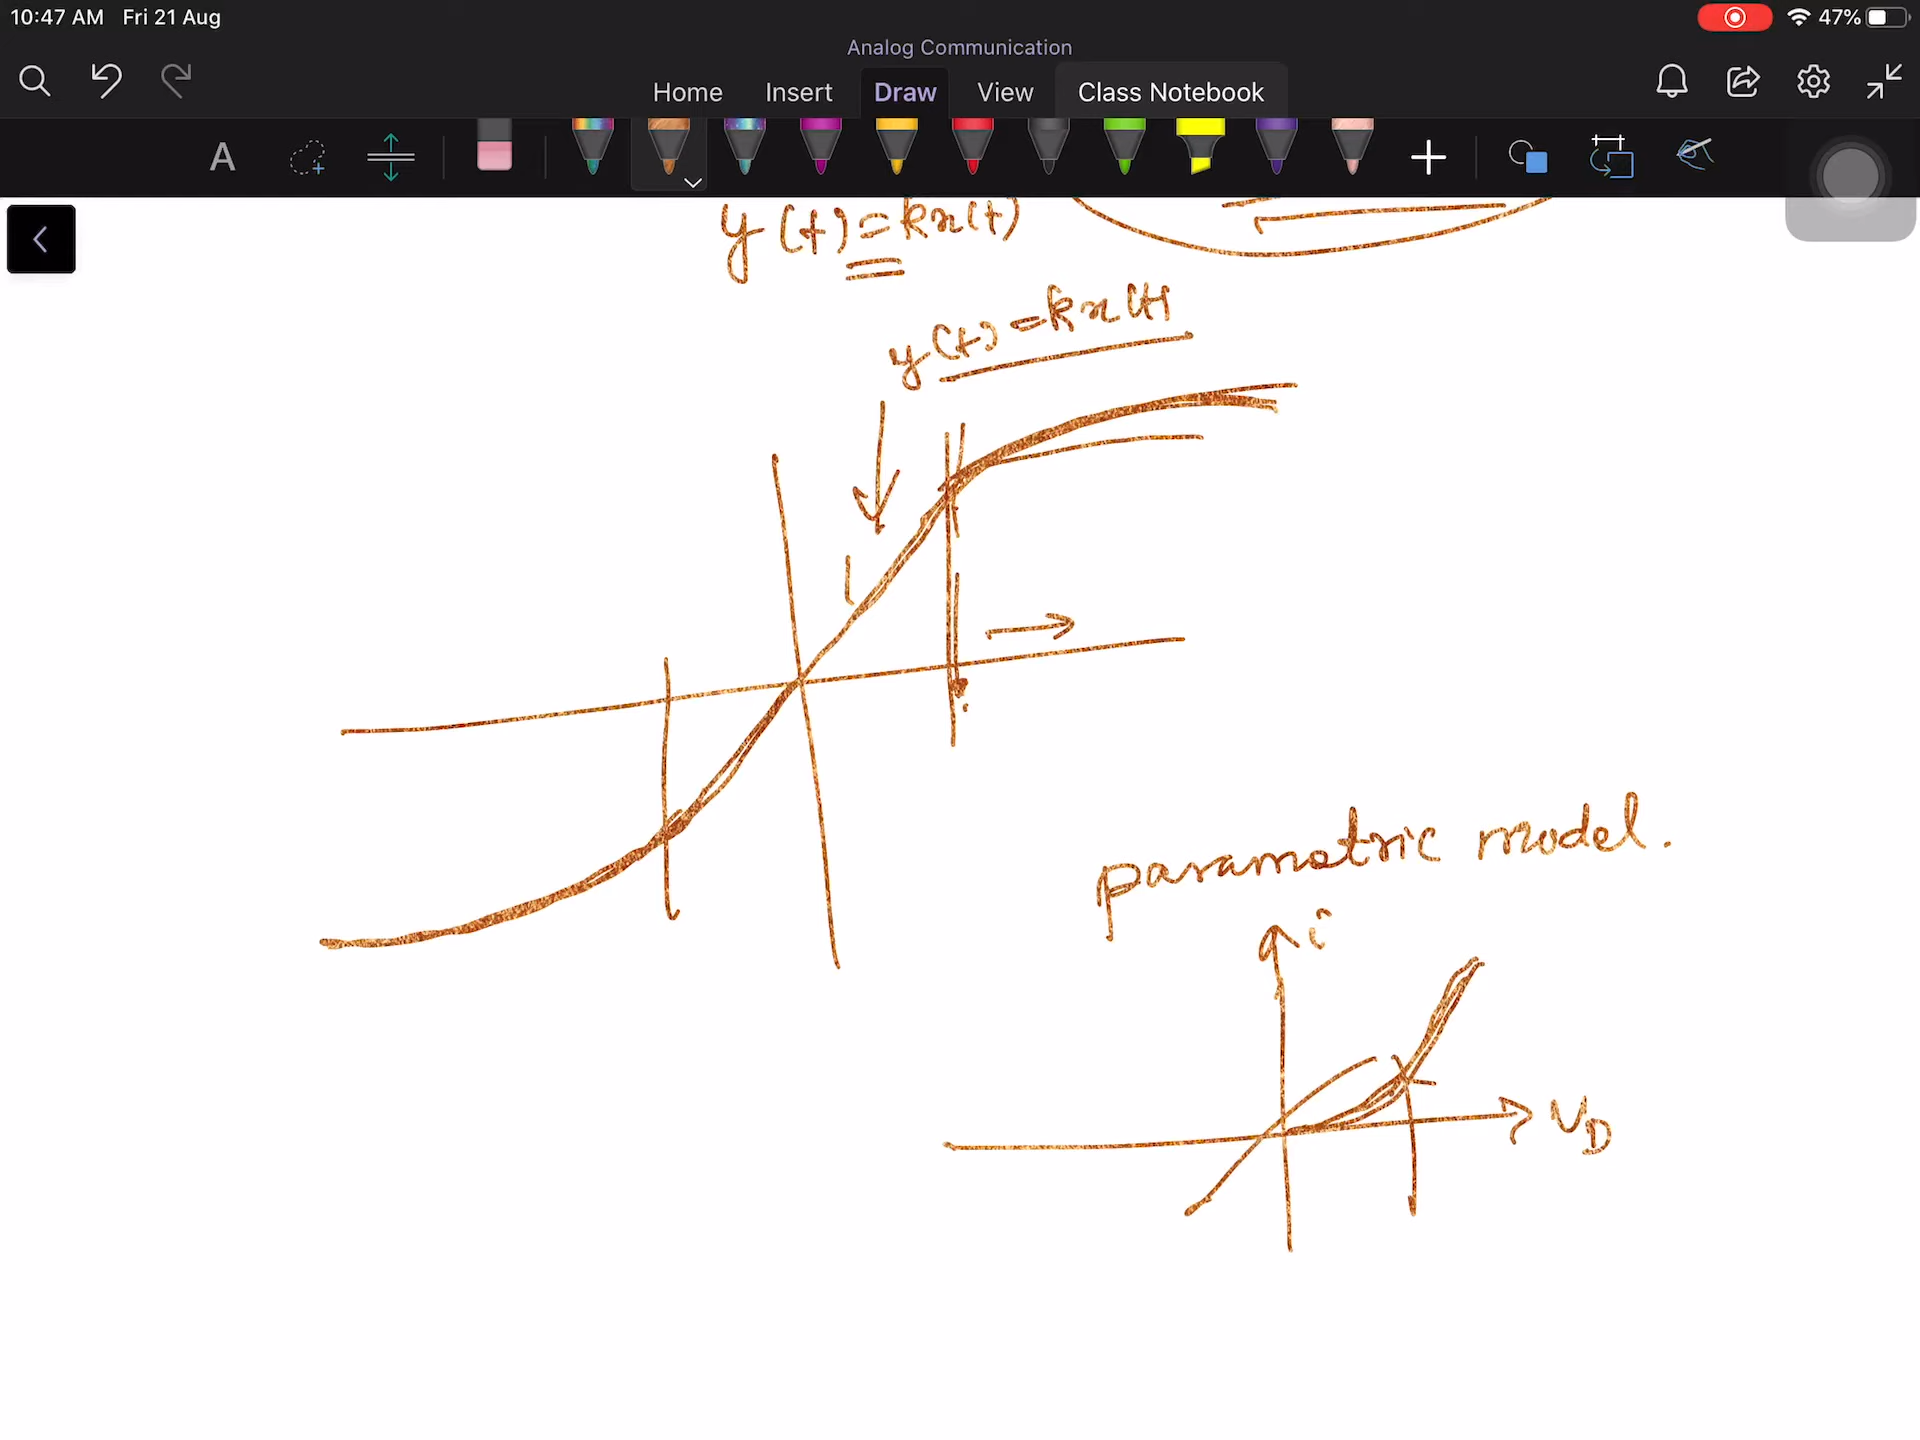 10:47 AM Fri 21 Aug
47%
Analog Communication
Home Insert Draw View Class Notebook
A
y(t) = kx(t)
y(t) = kx(t)
parametric model.
i
VD